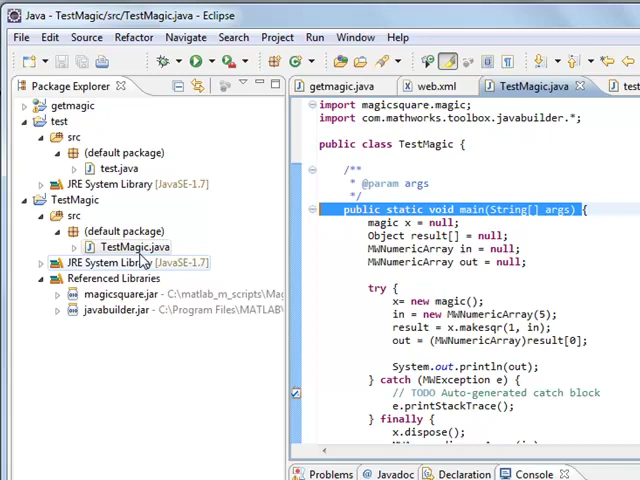 Java - TestMagic/src/TestMagic.java - Eclipse
File Edit Source Refactor Navigate Search Project Run Window Help
Package Explorer
getmagic
test
src
(default package)
test.java
JRE System Library [JavaSE-1.7]
TestMagic
src
(default package)
TestMagic.java
JRE System Library [JavaSE-1.7]
Referenced Libraries
magicsquare.jar - C:\matlab_m_scripts\Ma
javabuilder.jar - C:\Program Files\MATLAB\
getmagic.java web.xml TestMagic.java test
import magicsquare.magic;
import com.mathworks.toolbox.javabuilder.*;
public class TestMagic {
/**
* @param args
*/
public static void main(String[] args) {
magic x = null;
Object result[] = null;
MWNumericArray in = null;
MWNumericArray out = null;
try {
x= new magic();
in = new MWNumericArray(5);
result = x.makesqr(1, in);
out = (MWNumericArray)result[0];
System.out.println(out);
} catch (MWException e) {
// TODO Auto-generated catch block
e.printStackTrace();
} finally {
x.dispose();
Problems Javadoc Declaration Console